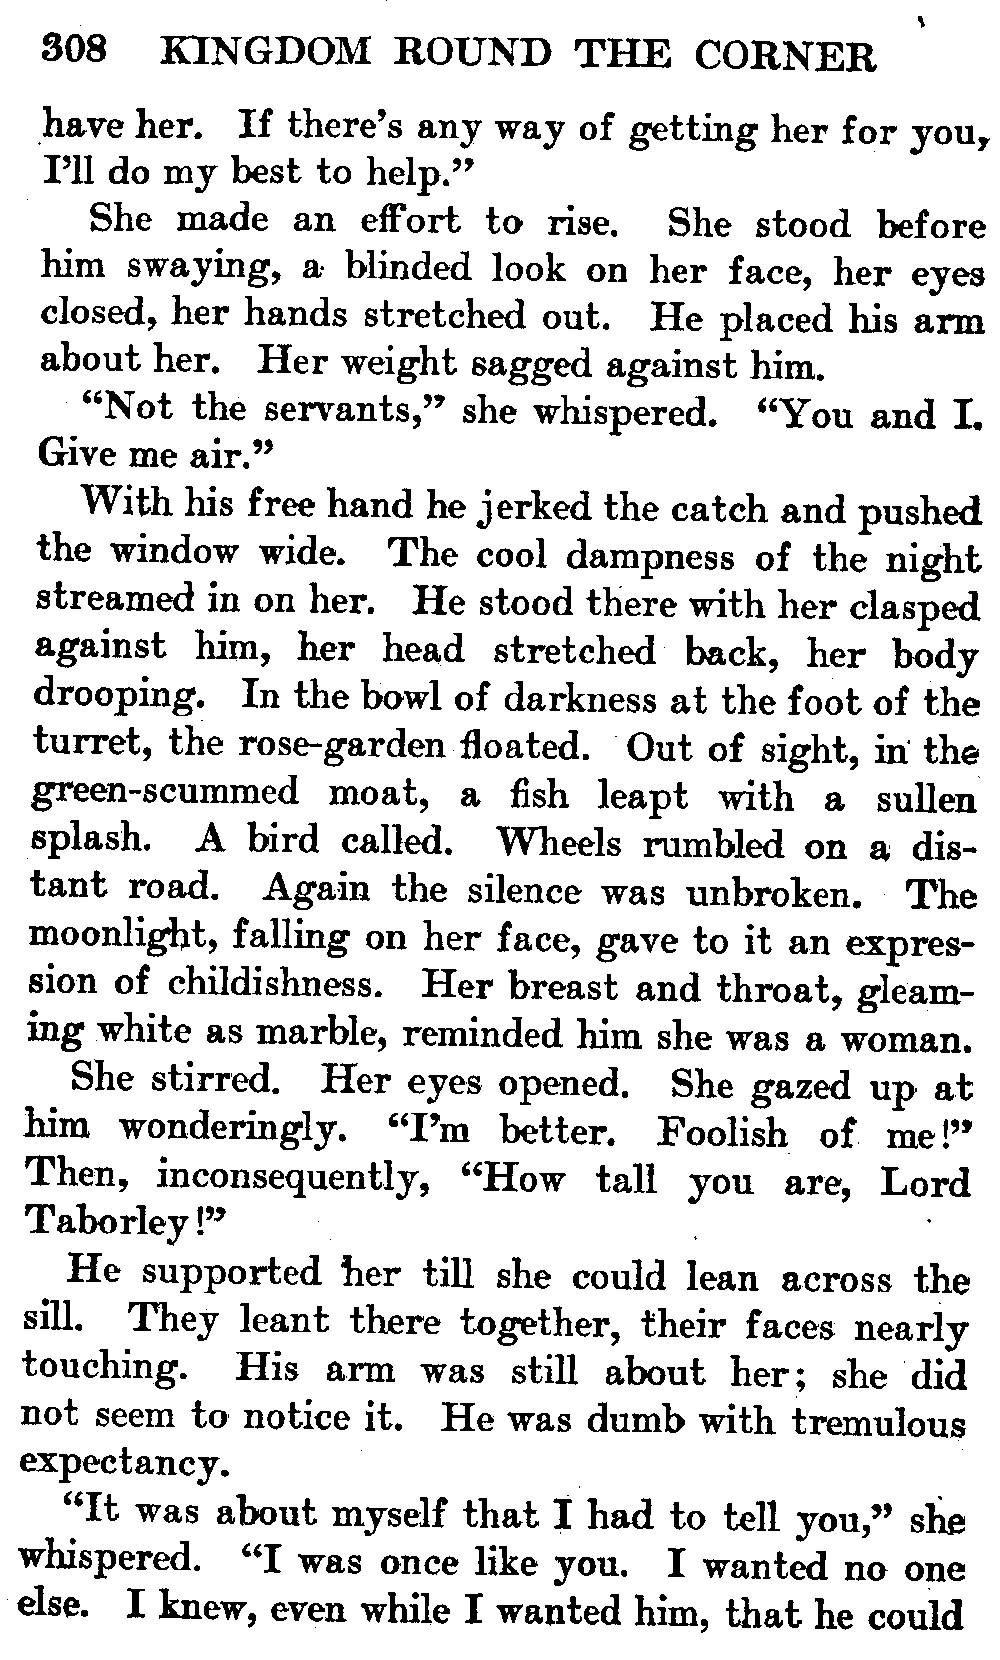 308 KINGDOM ROUND THE CORNER
have her. If there's any way of getting her for you,
I'll do my best to help."
She made an effort to rise. She stood before
him swaying, a blinded look on her face, her eyes
closed, her hands stretched out. He placed his arm
about her. Her weight sagged against him.
"Not the servants," she whispered. "You and I.
Give me air."
With his free hand he jerked the catch and pushed
the window wide. The cool dampness of the night
streamed in on her. He stood there with her clasped
against him, her head stretched back, her body
drooping. In the bowl of darkness at the foot of the
turret, the rose-garden floated. Out of sight, in the
green-scummed moat, a fish leapt with a sullen
splash. A bird called. Wheels rumbled on a dis-
tant road. Again the silence was unbroken. The
moonlight, falling on her face, gave to it an expres-
sion of childishness. Her breast and throat, gleam-
ing white as marble, reminded him she was a woman.
She stirred. Her eyes opened. She gazed up at
him wonderingly. "I'm better. Foolish of me!"
Then, inconsequently, "How tall you are, Lord
Taborley!"
He supported her till she could lean across the
sill. They leant there together, their faces nearly
touching. His arm was still about her; she did
not seem to notice it. He was dumb with tremulous
expectancy.
"It was about myself that I had to tell you," she
whispered. "I was once like you. I wanted no one
else. I knew, even while I wanted him, that he could